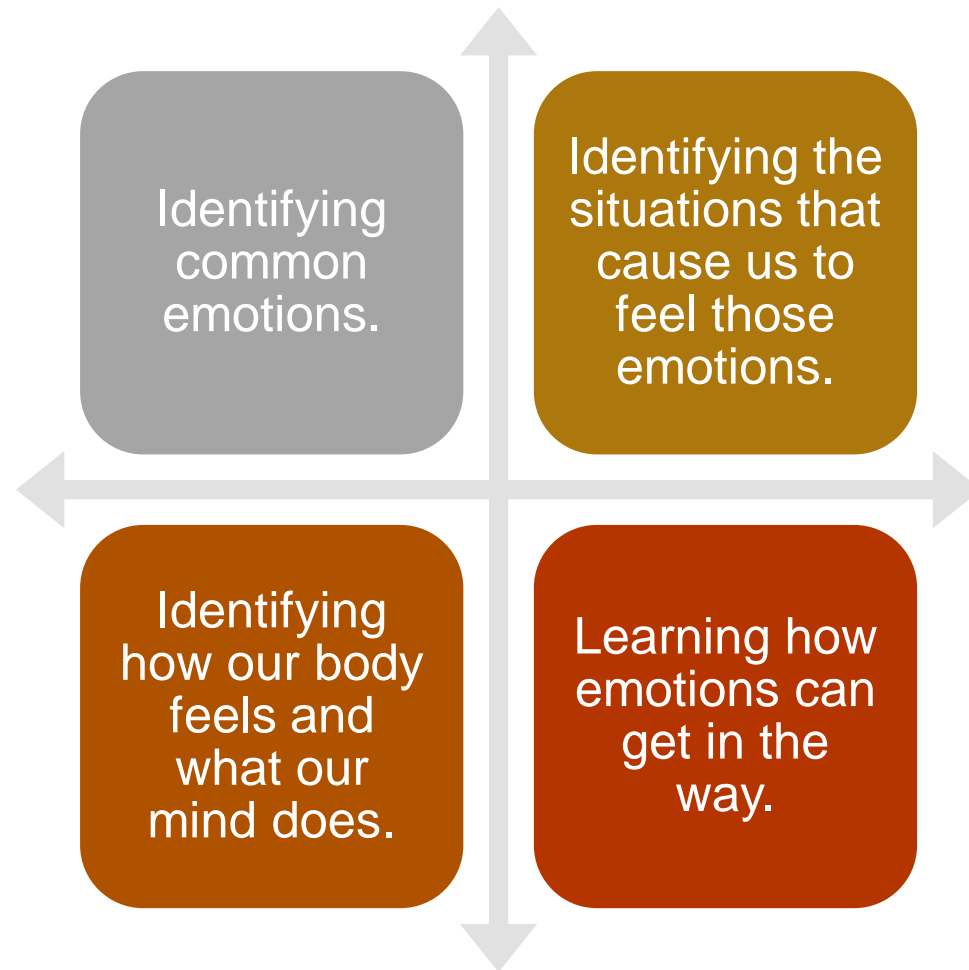 Identifying
common
emotions.
Identifying the
situations that
cause us to
feel those
emotions.
Identifying
how our body
feels and
what our
mind does.
Learning how
emotions can
get in the
way.